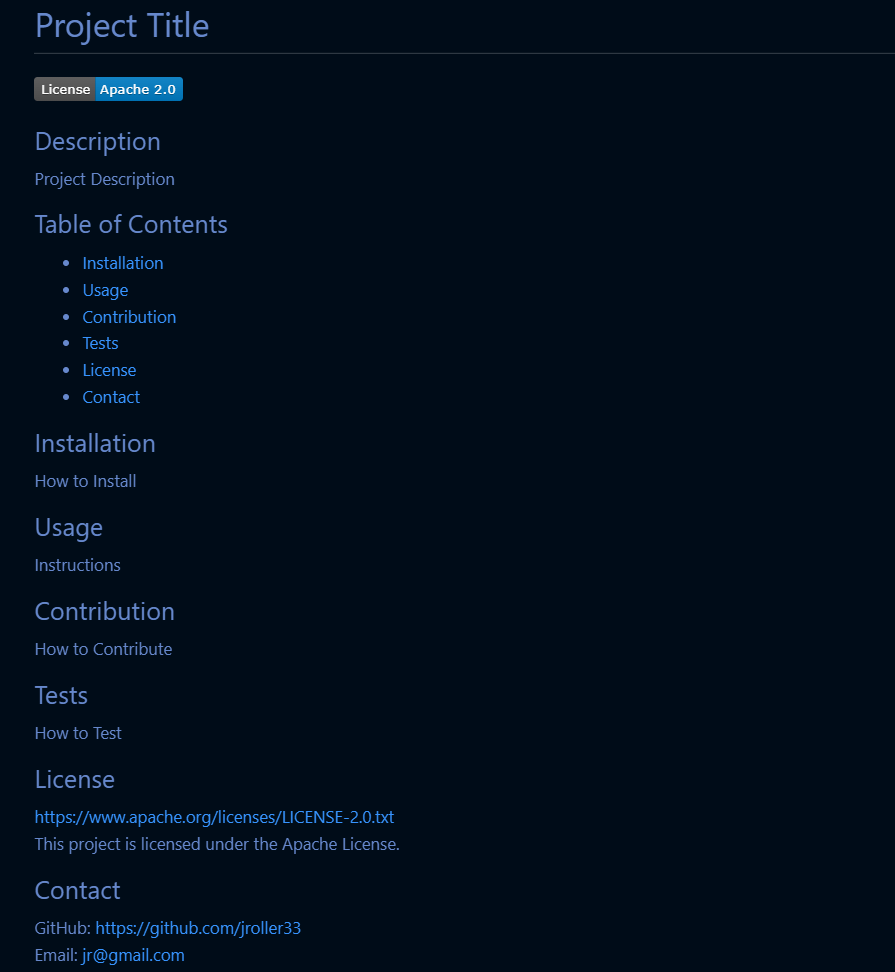 Project Title
License Apache 2.0
Description
Project Description
Table of Contents
Installation
Usage
Contribution
Tests
License
Contact
Installation
How to Install
Usage
Instructions
Contribution
How to Contribute
Tests
How to Test
License
https://www.apache.org/licenses/LICENSE-2.0.txt
This project is licensed under the Apache License.
Contact
GitHub: https://github.com/jroller33
Email: jr@gmail.com